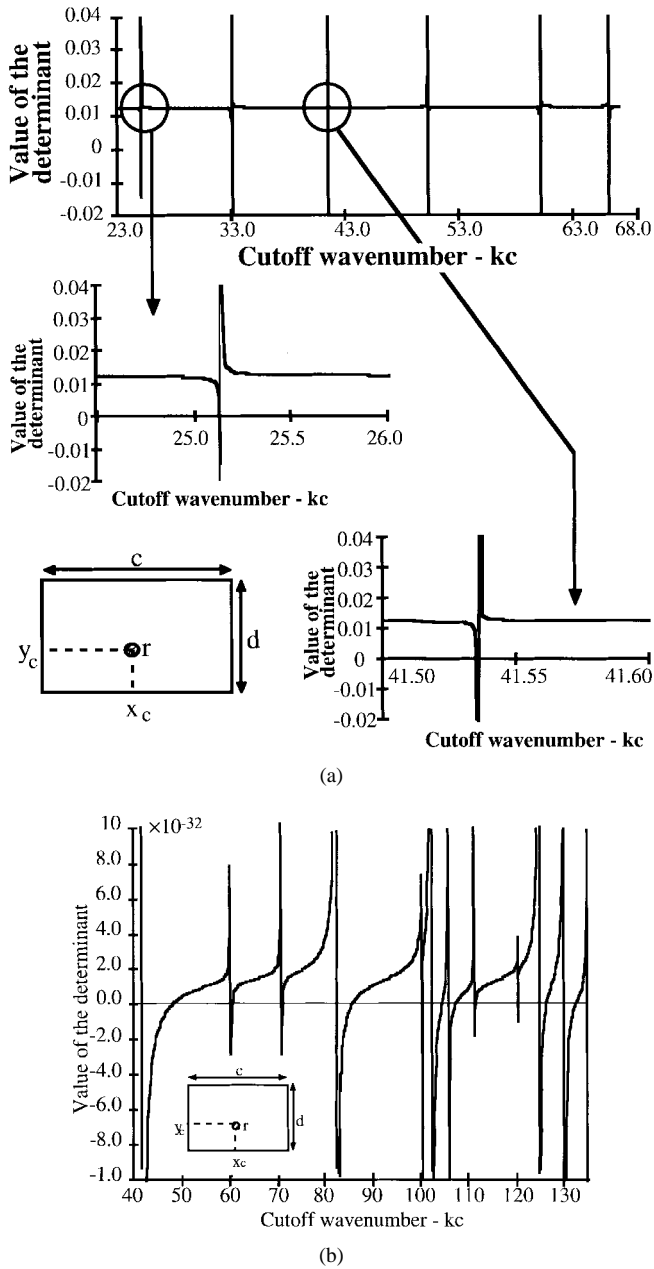 0.04
0.03
0.02
0.01
0
-0.01
-0.02
Value of the
determinant
23.0 33.0 43.0 53.0 63.0 68.0
Cutoff wavenumber - kc
0.04
0.03
0.02
0.01
0
-0.01
-0.02
Value of the
determinant
25.0 25.5 26.0
Cutoff wavenumber - kc
c
d
r
yc
xc
0.04
0.03
0.02
0.01
0
-0.01
-0.02
Value of the
determinant
41.50 41.55 41.60
Cutoff wavenumber - kc
(a)
10 ×10-32
8.0
6.0
4.0
2.0
0.0
-2.0
-4.0
-6.0
-8.0
-1.0
Value of the determinant
c
d
r
yc
xc
40 50 60 70 80 90 100 110 120 130
Cutoff wavenumber - kc
(b)